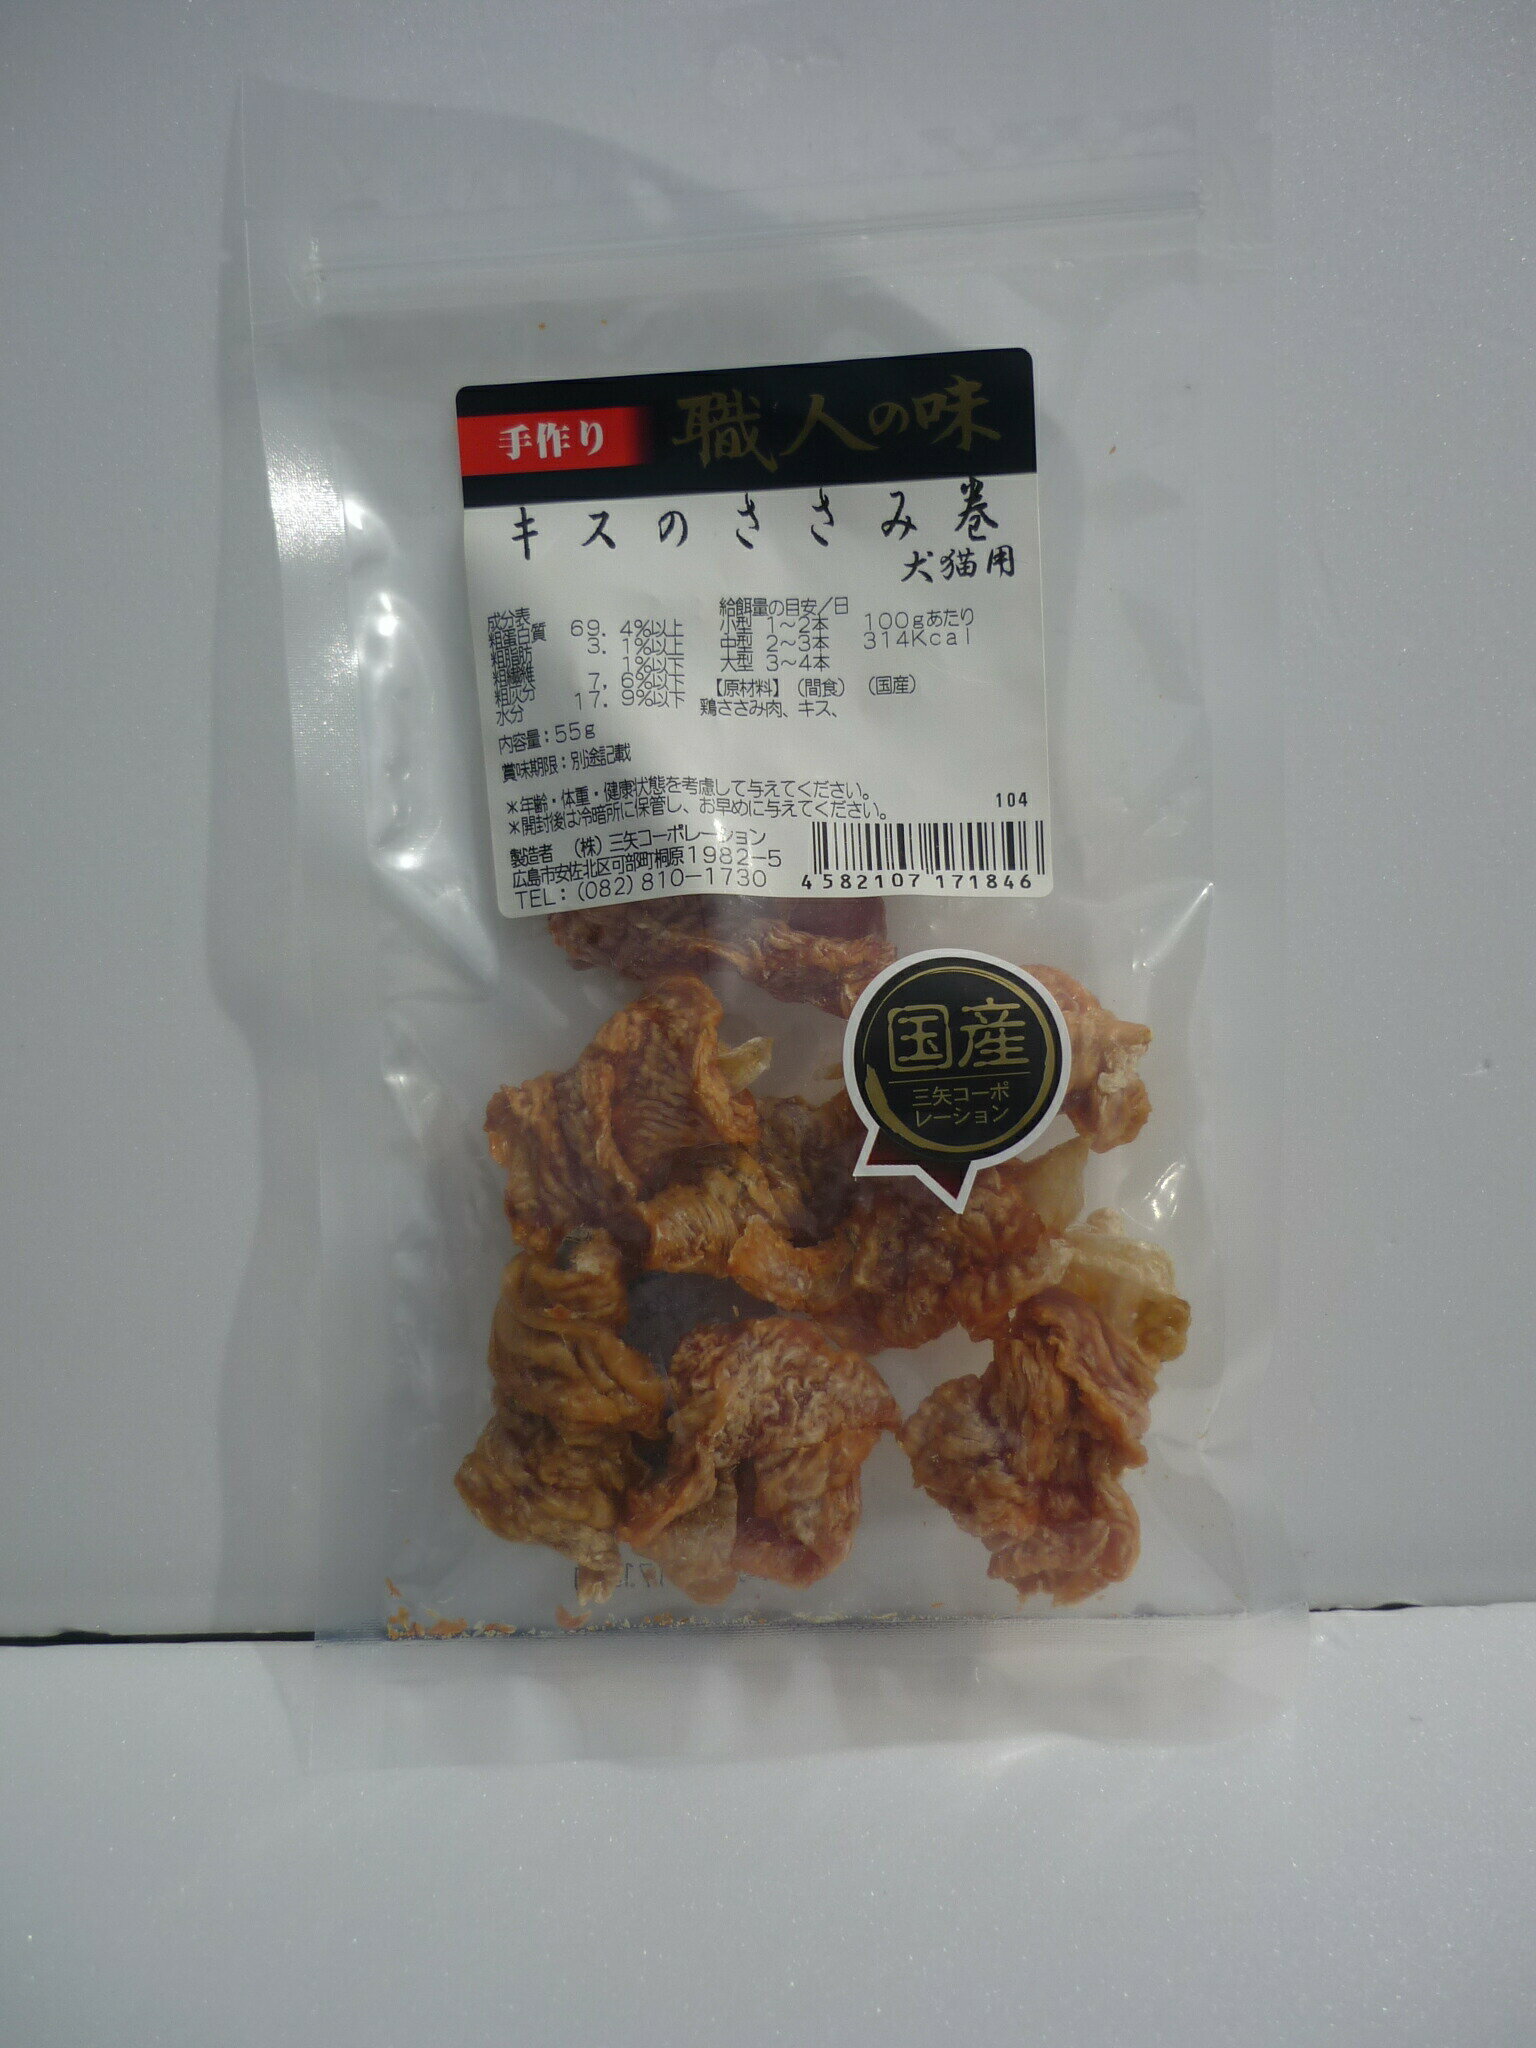 手作り 職人の味
キスのささみ巻
犬猫用
成分表
粗蛋白質 69.4%以上
粗脂肪 3.1%以上
粗繊維 1%以下
粗灰分 7.6%以下
水分 17.9%以下
内容量：55g
賞味期限：別途記載
給餌量の目安／日
小型 1～2本
中型 2～3本
大型 3～4本
100gあたり
314Kcal
【原材料】（間食）（国産）
鶏ささみ肉、キス、
＊年齢・体重・健康状態を考慮して与えてください。
＊開封後は冷暗所に保管し、お早めに与えてください。
製造者 （株）三矢コーポレーション
広島市安佐北区可部町桐原1982-5
TEL：(082)810-1730
104
4 582107 171846
国産
三矢コーポ
レーション